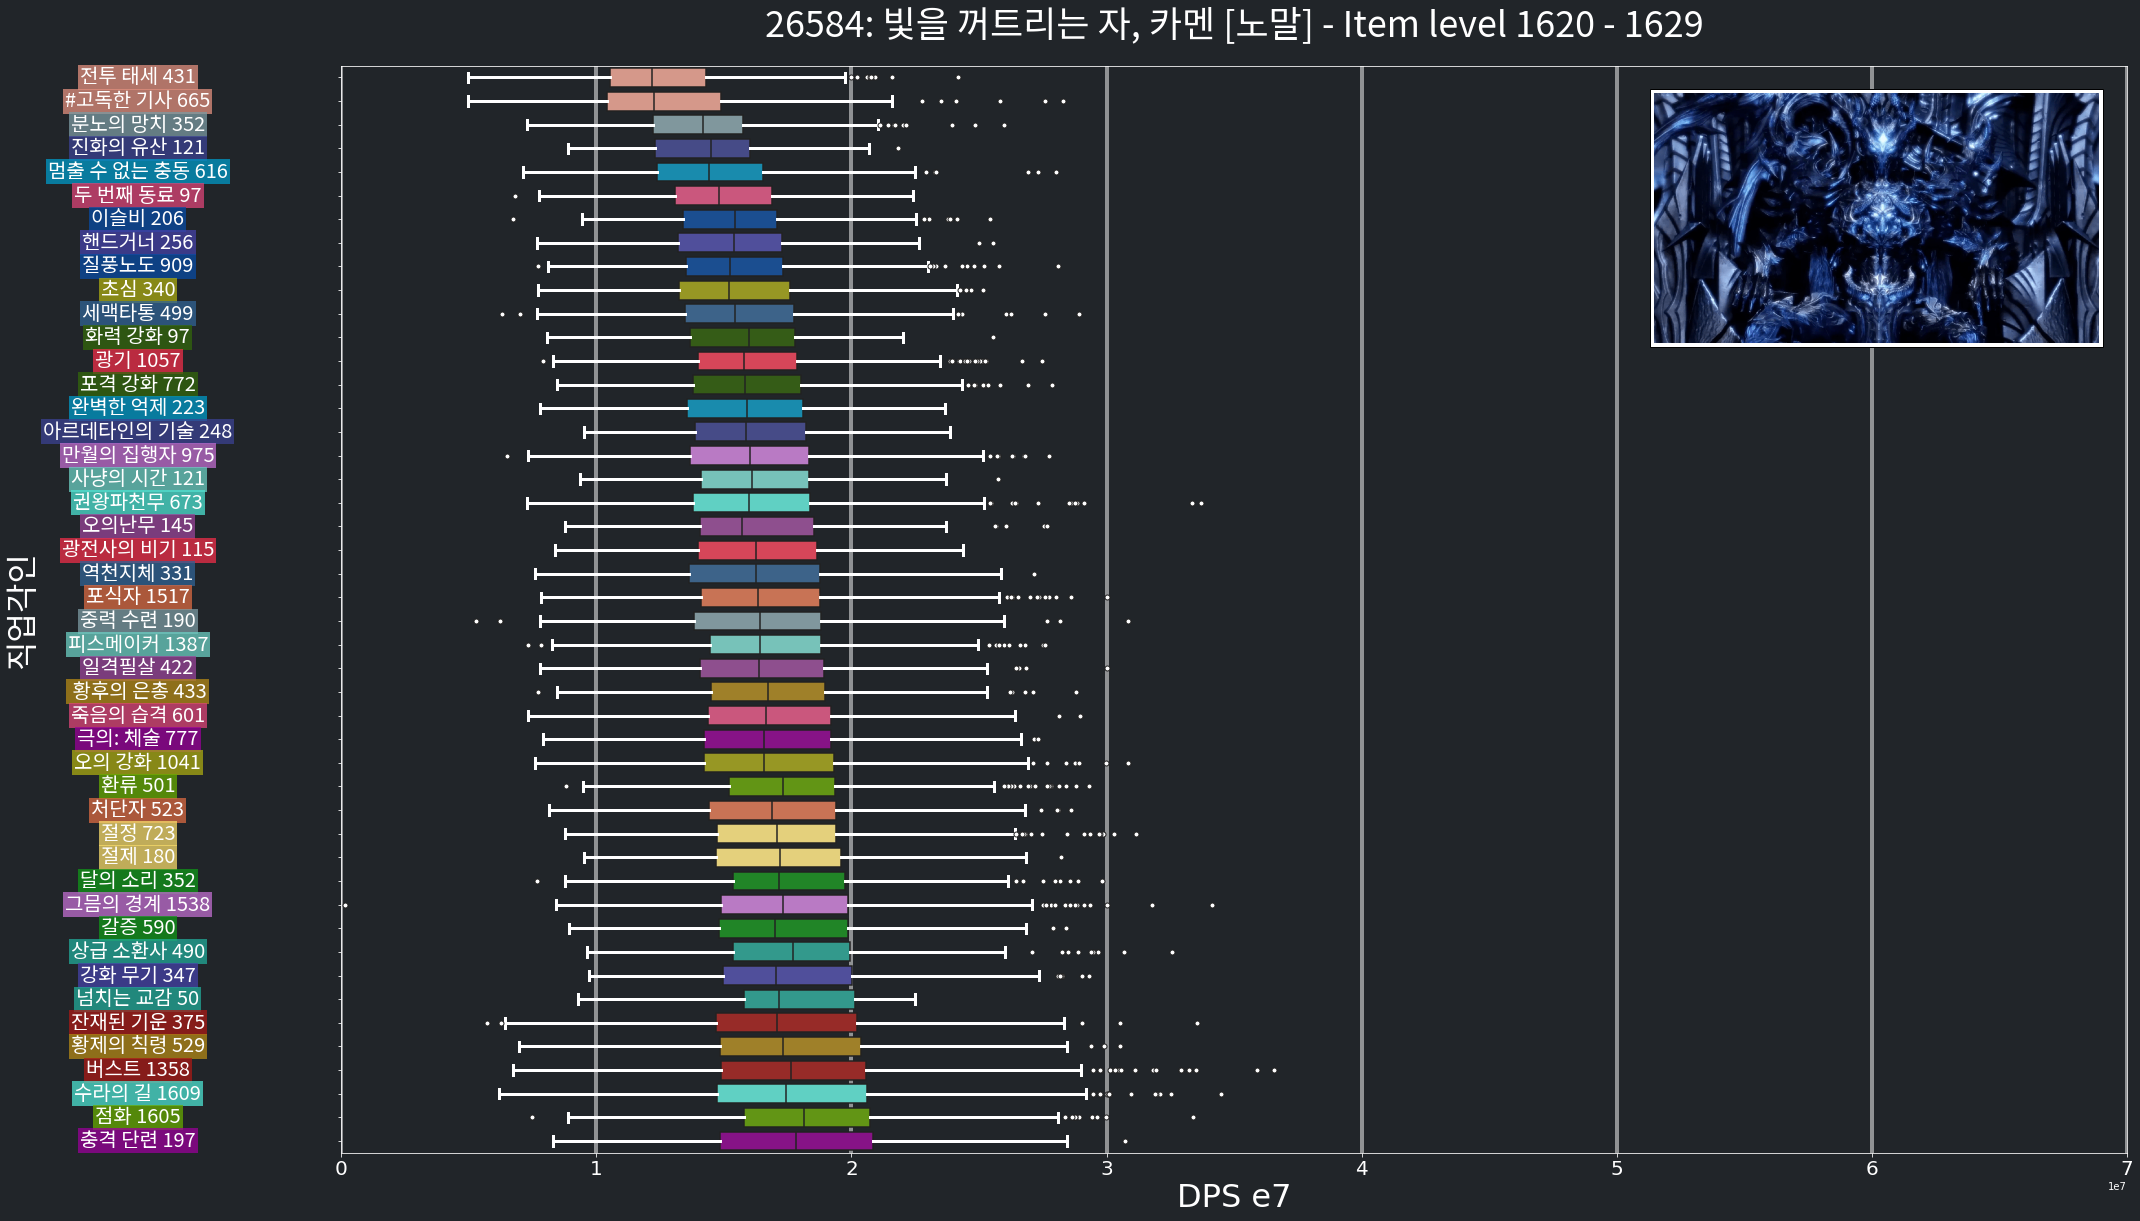 26584: 빛을 꺼트리는 자, 카멘 [노말] - Item level 1620 - 1629
직업각인
전투 태세 431
#고독한 기사 665
분노의 망치 352
진화의 유산 121
멈출 수 없는 충동 616
두 번째 동료 97
이슬비 206
핸드거너 256
질풍노도 909
초심 340
세맥타통 499
화력 강화 97
광기 1057
포격 강화 772
완벽한 억제 223
아르데타인의 기술 248
만월의 집행자 975
사냥의 시간 121
권왕파천무 673
오의난무 145
광전사의 비기 115
역천지체 331
포식자 1517
중력 수련 190
피스메이커 1387
일격필살 422
황후의 은총 433
죽음의 습격 601
극의: 체술 777
오의 강화 1041
환류 501
처단자 523
절정 723
절제 180
달의 소리 352
그믐의 경계 1538
갈증 590
상급 소환사 490
강화 무기 347
넘치는 교감 50
잔재된 기운 375
황제의 칙령 529
버스트 1358
수라의 길 1609
점화 1605
충격 단련 197
0 1 2 3 4 5 6 7
1e7
DPS e7